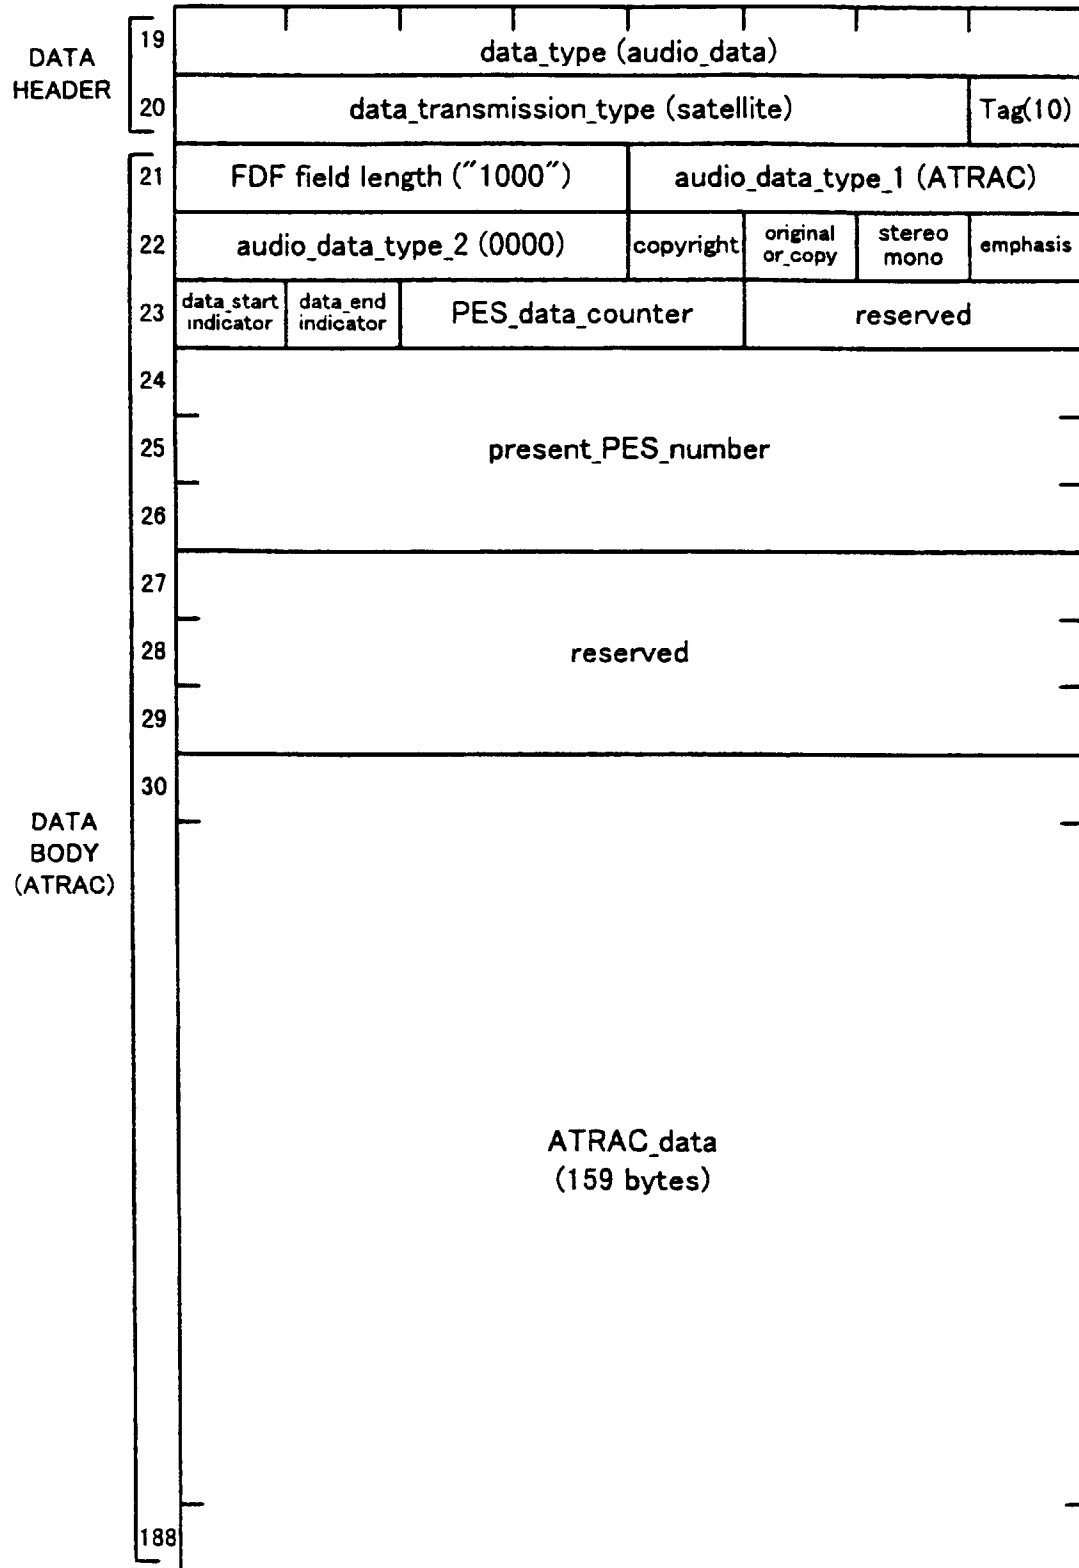 DATA
HEADER
19
data_type (audio_data)
20
data_transmission_type (satellite)
Tag(10)
21
FDF field length ("1000")
audio_data_type_1 (ATRAC)
22
audio_data_type_2 (0000)
copyright
original
or_copy
stereo
mono
emphasis
23
data_start
indicator
data_end
indicator
PES_data_counter
reserved
24
25
present_PES_number
26
27
28
reserved
29
30
DATA
BODY
(ATRAC)
ATRAC_data
(159 bytes)
188